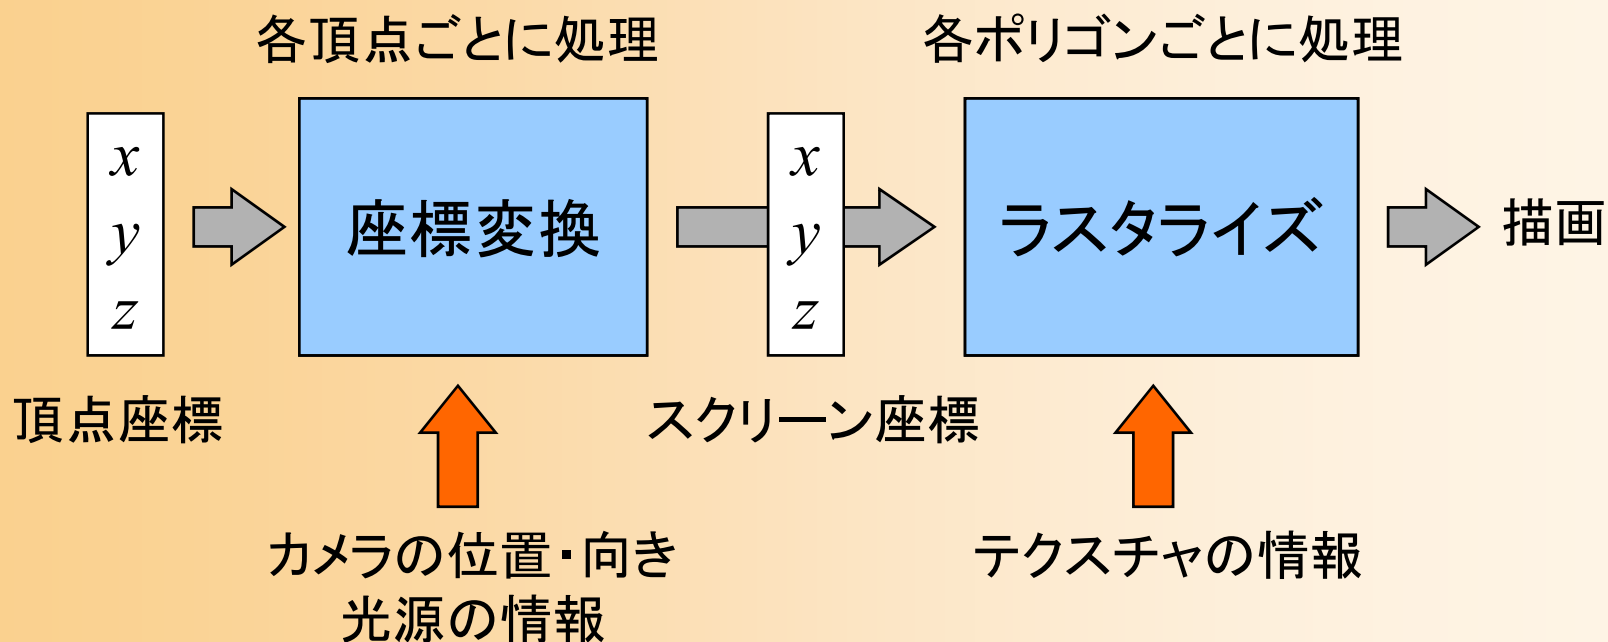 各頂点ごとに処理
各ポリゴンごとに処理
x
y
z
座標変換
x
y
z
ラスタライズ
描画
頂点座標
スクリーン座標
カメラの位置・向き
光源の情報
テクスチャの情報